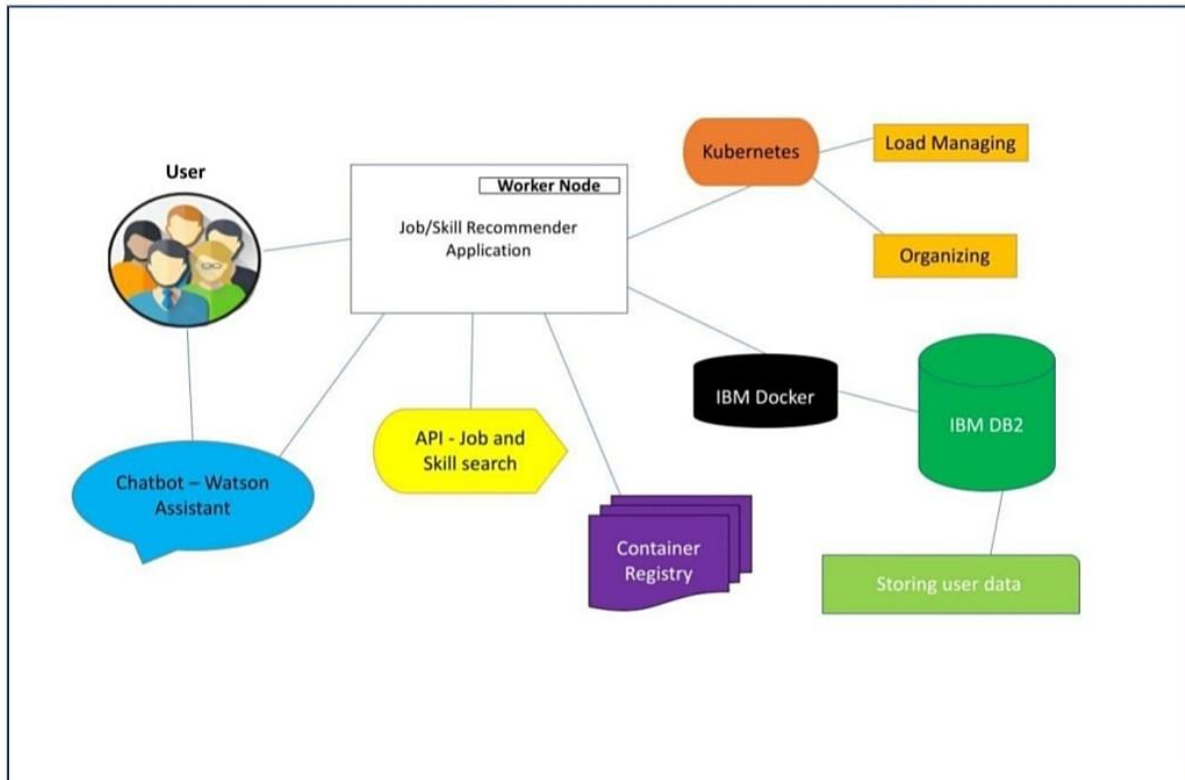 User
Worker Node
Job/Skill Recommender
Application
Kubernetes
Load Managing
Organizing
IBM Docker
IBM DB2
API - Job and
Skill search
Chatbot – Watson
Assistant
Container
Registry
Storing user data